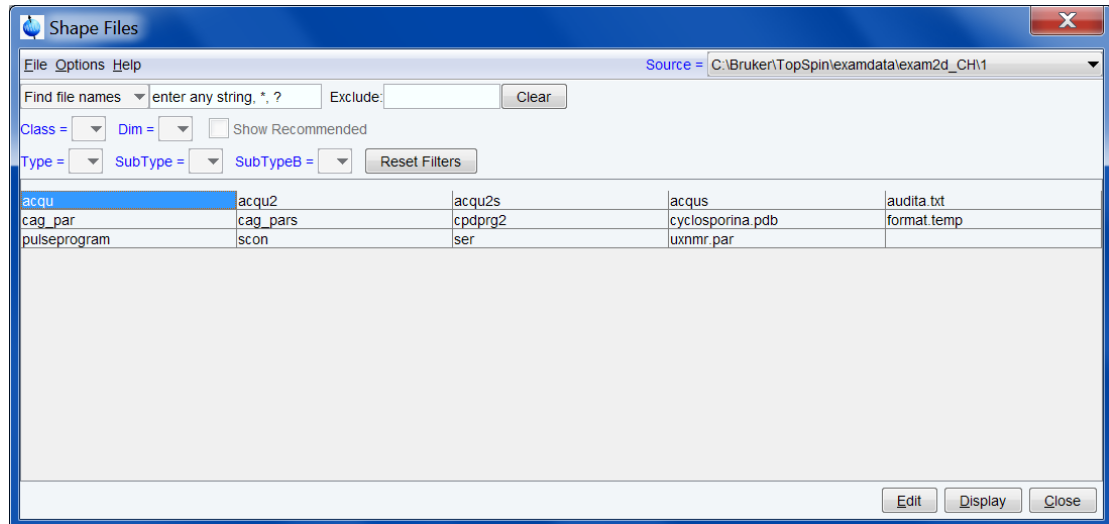 Shape Files
File Options Help Source = C:\Bruker\TopSpin\examdata\exam2d_CH\1
Find file names enter any string, *, ? Exclude: Clear
Class = Dim = Show Recommended
Type = SubType = SubTypeB = Reset Filters
acqu acqu2 acqu2s acqus audita.txt
cag_par cag_pars cpdprg2 cyclosporina.pdb format.temp
pulseprogram scon ser uxnmr.par
Edit Display Close